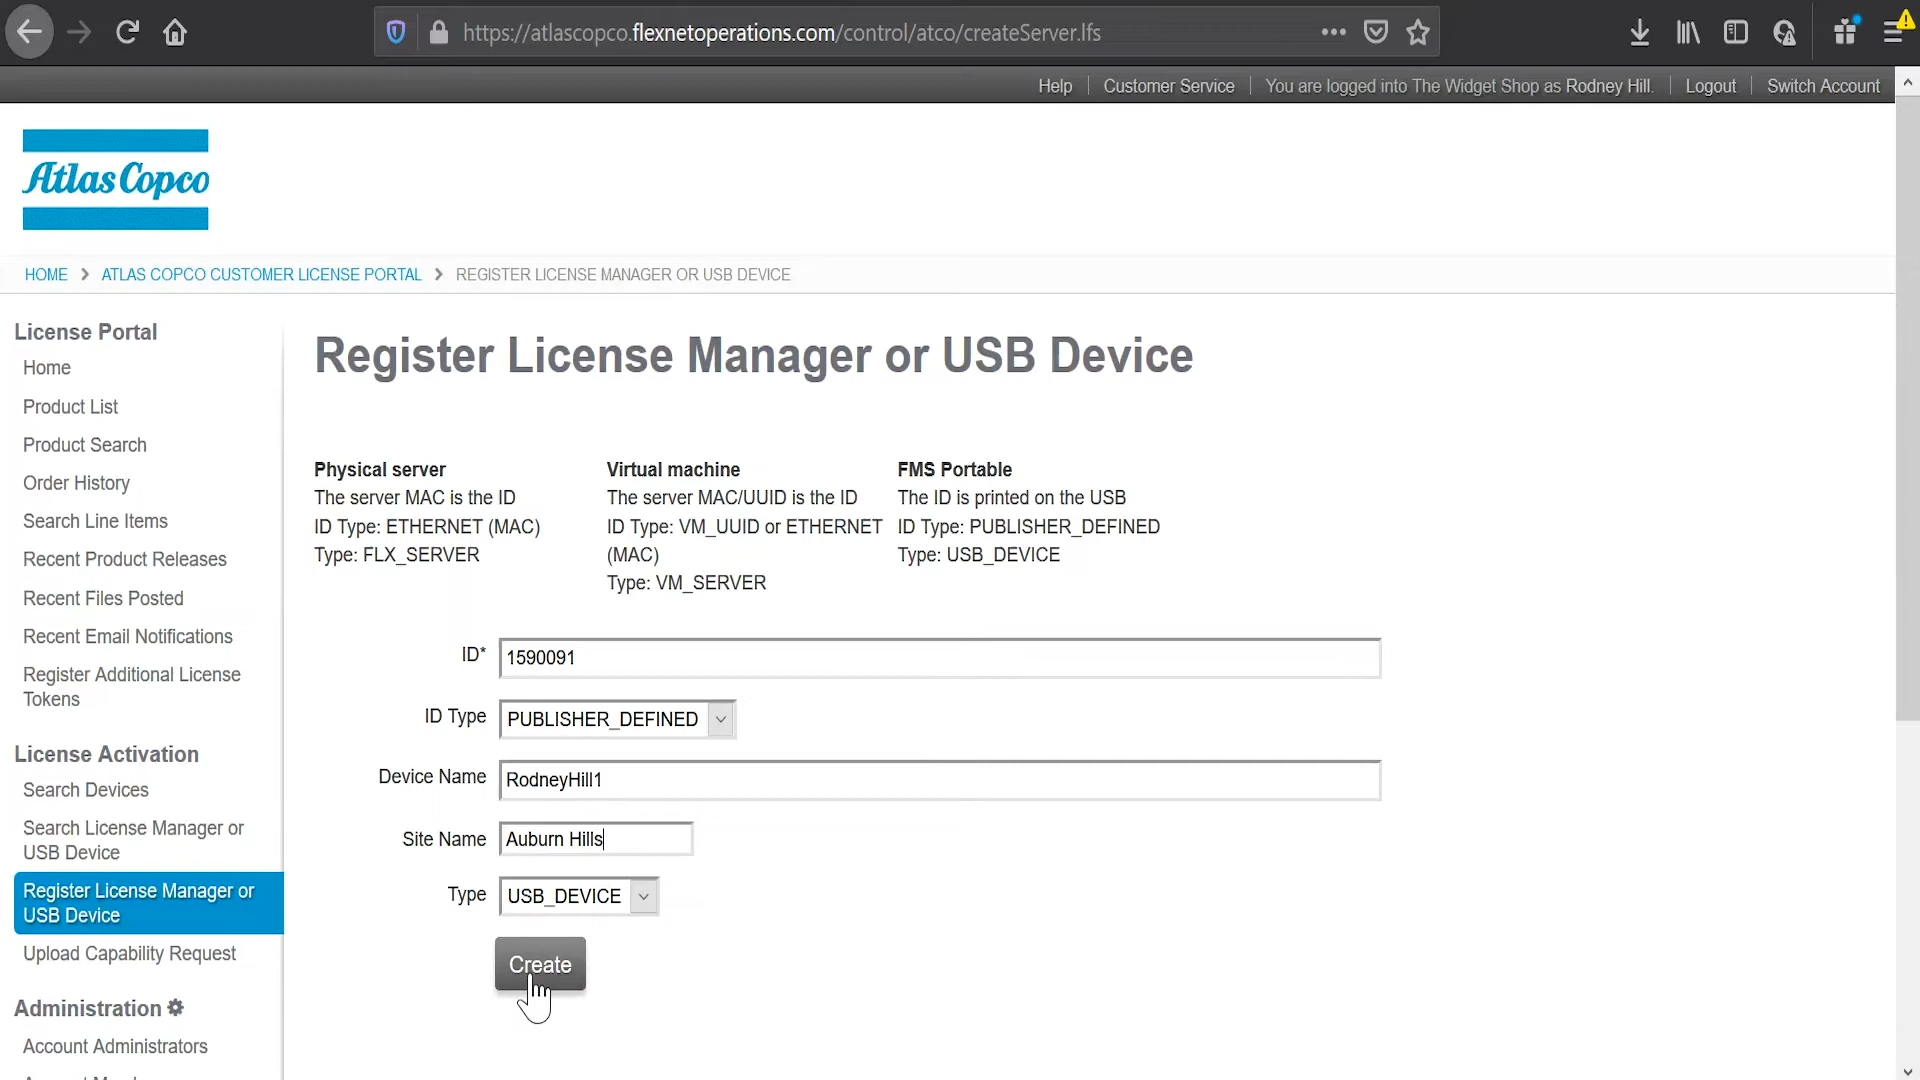 https://atlascopco.flexnetoperations.com/control/atco/createServer.lfs
Help
Customer Service
You are logged into The Widget Shop as Rodney Hill.
Logout
Switch Account
Atlas Copco
HOME
ATLAS COPCO CUSTOMER LICENSE PORTAL
REGISTER LICENSE MANAGER OR USB DEVICE
License Portal
Home
Product List
Product Search
Order History
Search Line Items
Recent Product Releases
Recent Files Posted
Recent Email Notifications
Register Additional License
Tokens
License Activation
Search Devices
Search License Manager or
USB Device
Register License Manager or
USB Device
Upload Capability Request
Administration
Account Administrators
Register License Manager or USB Device
Physical server
The server MAC is the ID
ID Type: ETHERNET (MAC)
Type: FLX_SERVER
Virtual machine
The server MAC/UUID is the ID
ID Type: VM_UUID or ETHERNET
(MAC)
Type: VM_SERVER
FMS Portable
The ID is printed on the USB
ID Type: PUBLISHER_DEFINED
Type: USB_DEVICE
ID* 1590091
ID Type PUBLISHER_DEFINED
Device Name RodneyHill1
Site Name Auburn Hills
Type USB_DEVICE
Create